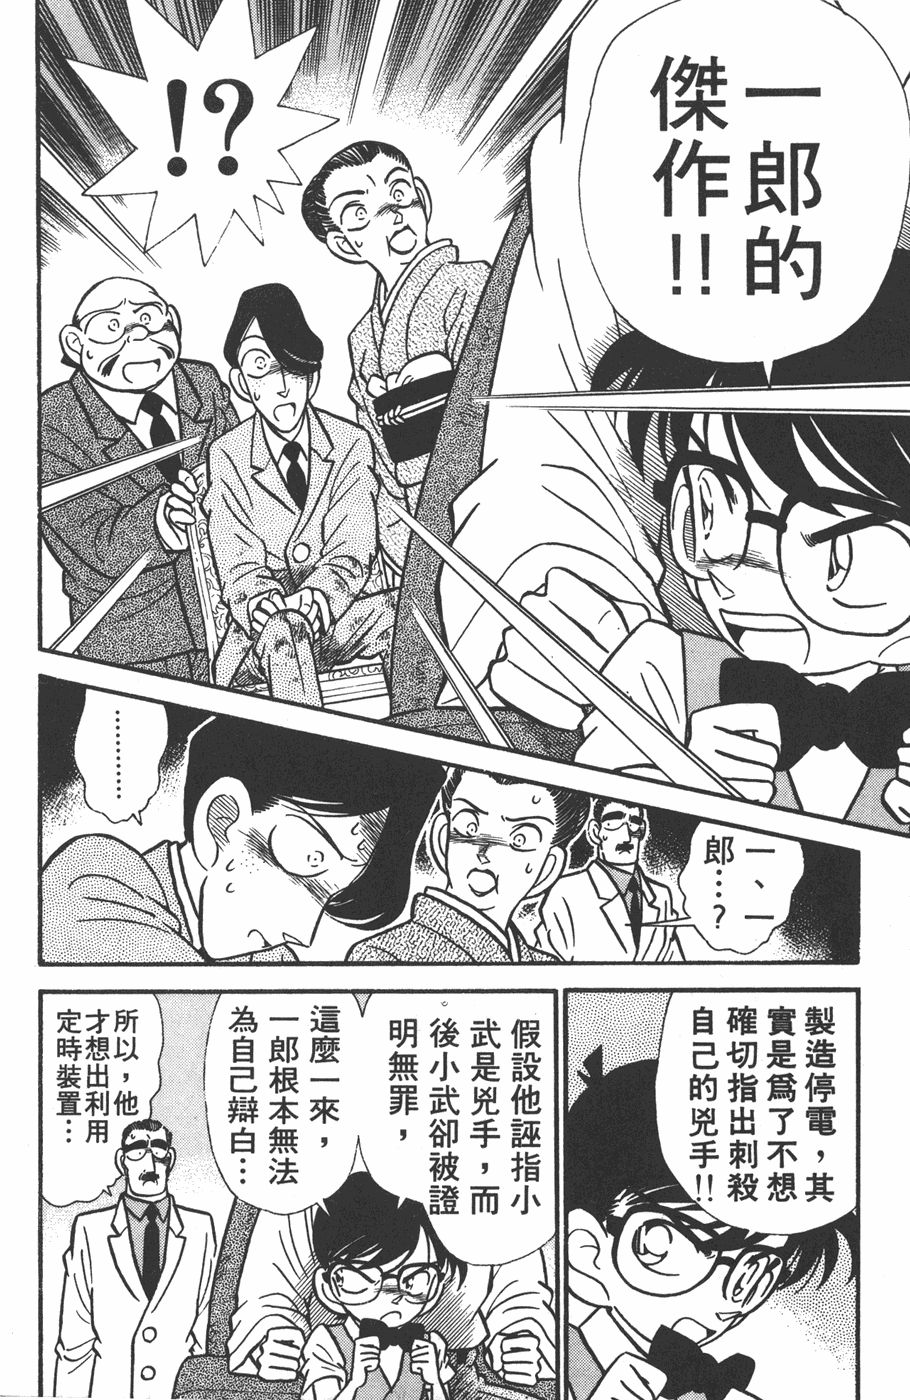 一郎的
傑作!!
!?
一、一
郎…?
………
製造停電，其
實是為了不想
確切指出刺殺
自己的兇手!!
假設他誣指小
武是兇手，而
後小武卻被證
明無罪，
這麼一來，
一郎根本無法
為自己辯白…
所以，他
才想出利用
定時裝置…